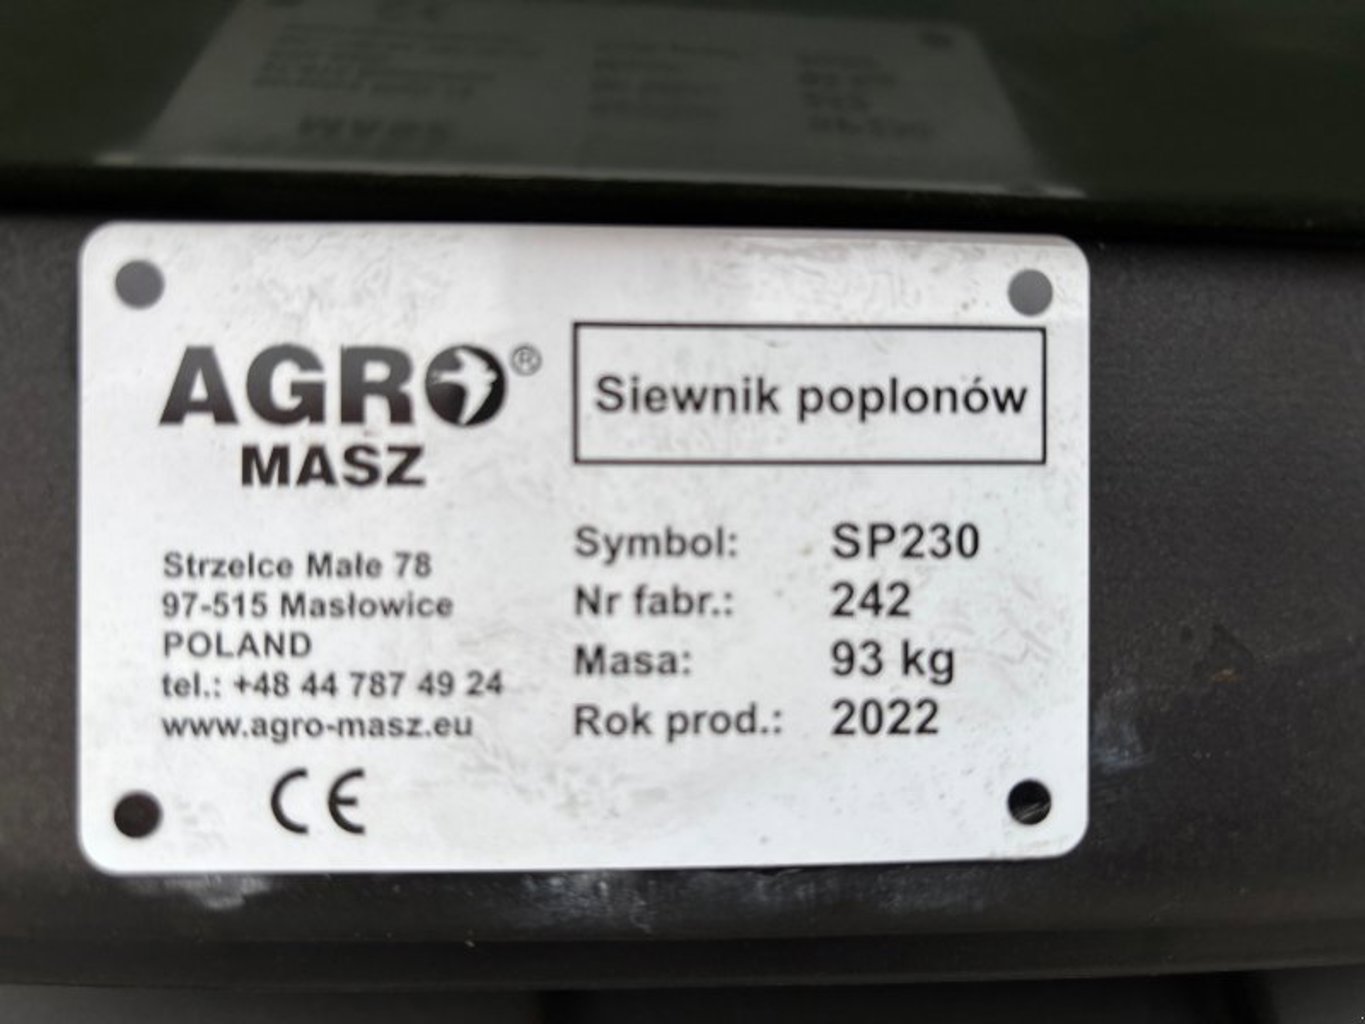 AGRO®
MASZ
Strzelce Małe 78
97-515 Masłowice
POLAND
tel.: +48 44 787 49 24
www.agro-masz.eu
CE
Siewnik poplonów
Symbol: SP230
Nr fabr.: 242
Masa: 93 kg
Rok prod.: 2022